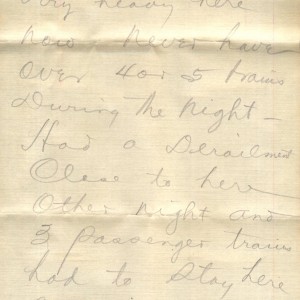 very heavy here
now never have
over 4 or 5 trains
During the night —
Had a Derailment
Close to here
Other night and
3 passenger trains
had to stay here